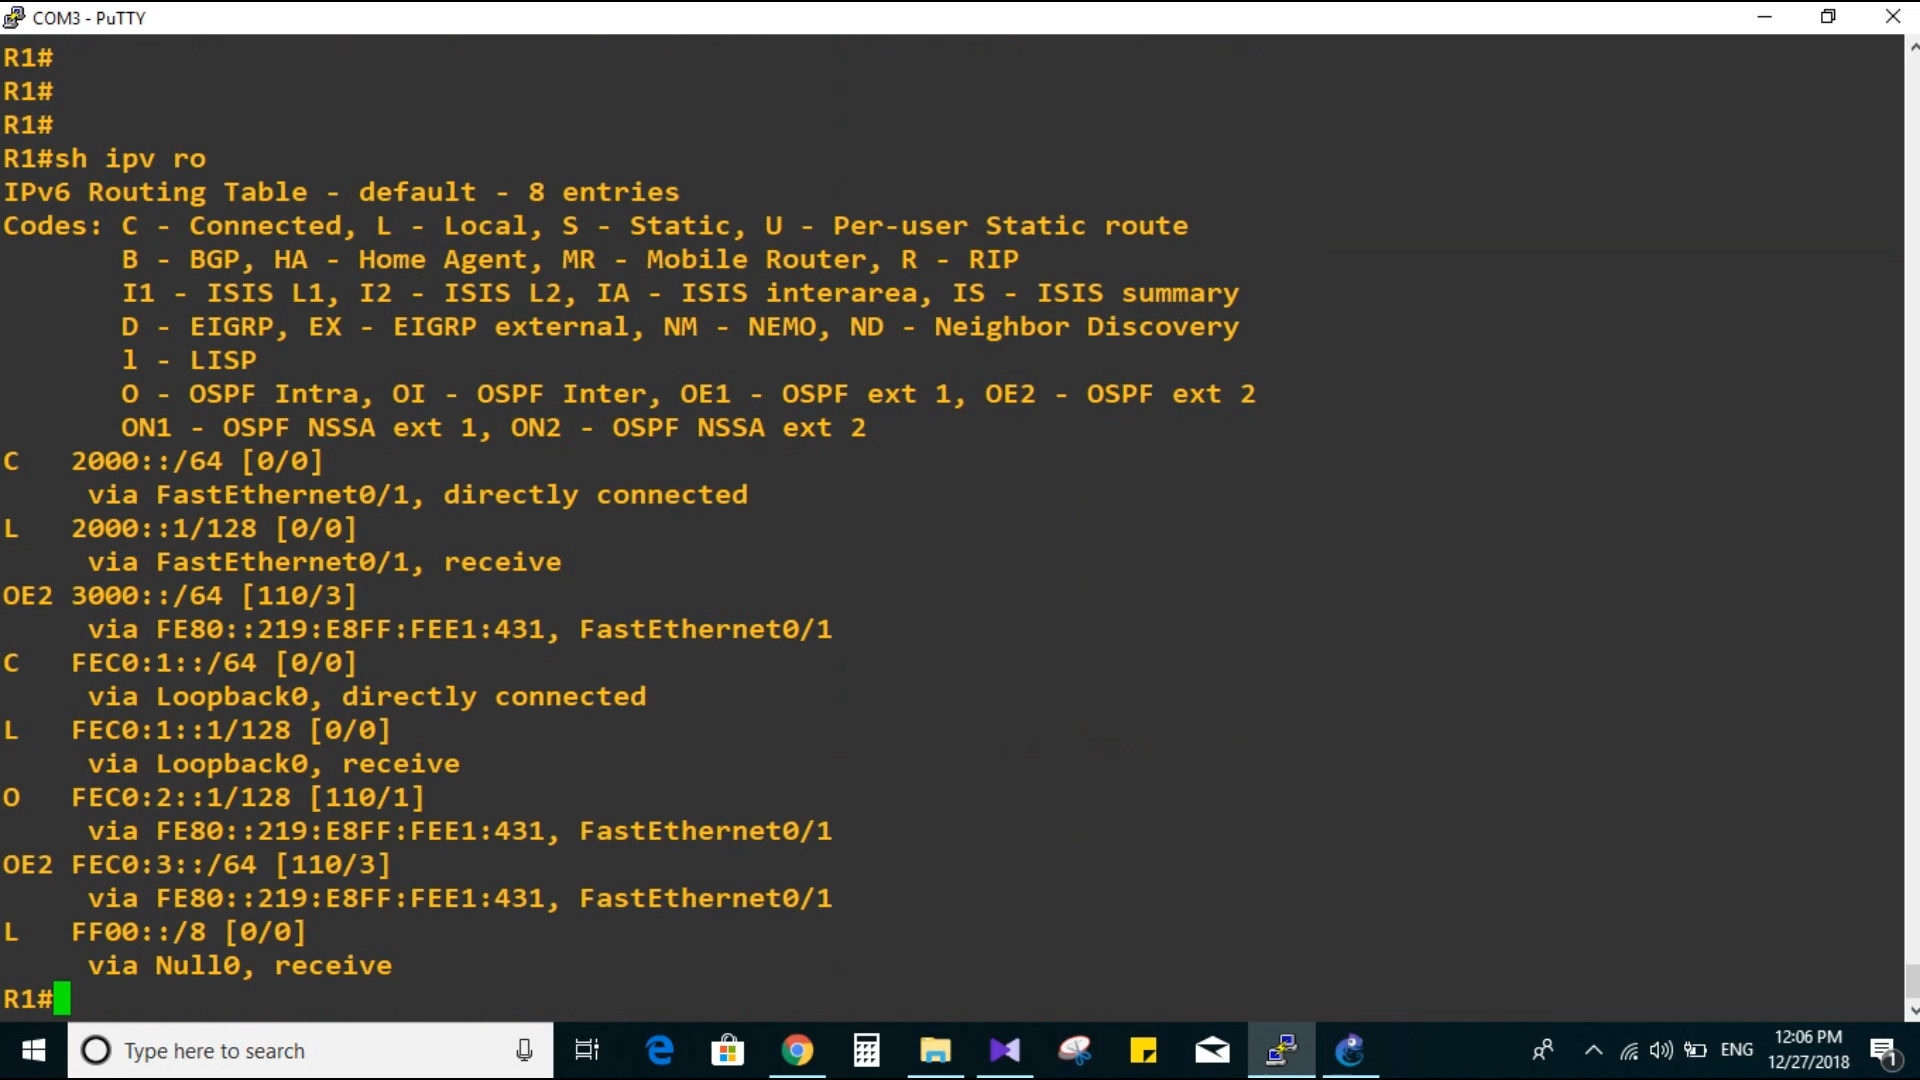 COM3 - PuTTY
R1#
R1#
R1#
R1#sh ipv ro
IPv6 Routing Table - default - 8 entries
Codes: C - Connected, L - Local, S - Static, U - Per-user Static route
B - BGP, HA - Home Agent, MR - Mobile Router, R - RIP
I1 - ISIS L1, I2 - ISIS L2, IA - ISIS interarea, IS - ISIS summary
D - EIGRP, EX - EIGRP external, NM - NEMO, ND - Neighbor Discovery
l - LISP
O - OSPF Intra, OI - OSPF Inter, OE1 - OSPF ext 1, OE2 - OSPF ext 2
ON1 - OSPF NSSA ext 1, ON2 - OSPF NSSA ext 2
C 2000::/64 [0/0]
via FastEthernet0/1, directly connected
L 2000::1/128 [0/0]
via FastEthernet0/1, receive
OE2 3000::/64 [110/3]
via FE80::219:E8FF:FEE1:431, FastEthernet0/1
C FEC0:1::/64 [0/0]
via Loopback0, directly connected
L FEC0:1::1/128 [0/0]
via Loopback0, receive
O FEC0:2::1/128 [110/1]
via FE80::219:E8FF:FEE1:431, FastEthernet0/1
OE2 FEC0:3::/64 [110/3]
via FE80::219:E8FF:FEE1:431, FastEthernet0/1
L FF00::/8 [0/0]
via Null0, receive
R1#
Type here to search
ENG
12:06 PM
12/27/2018
1